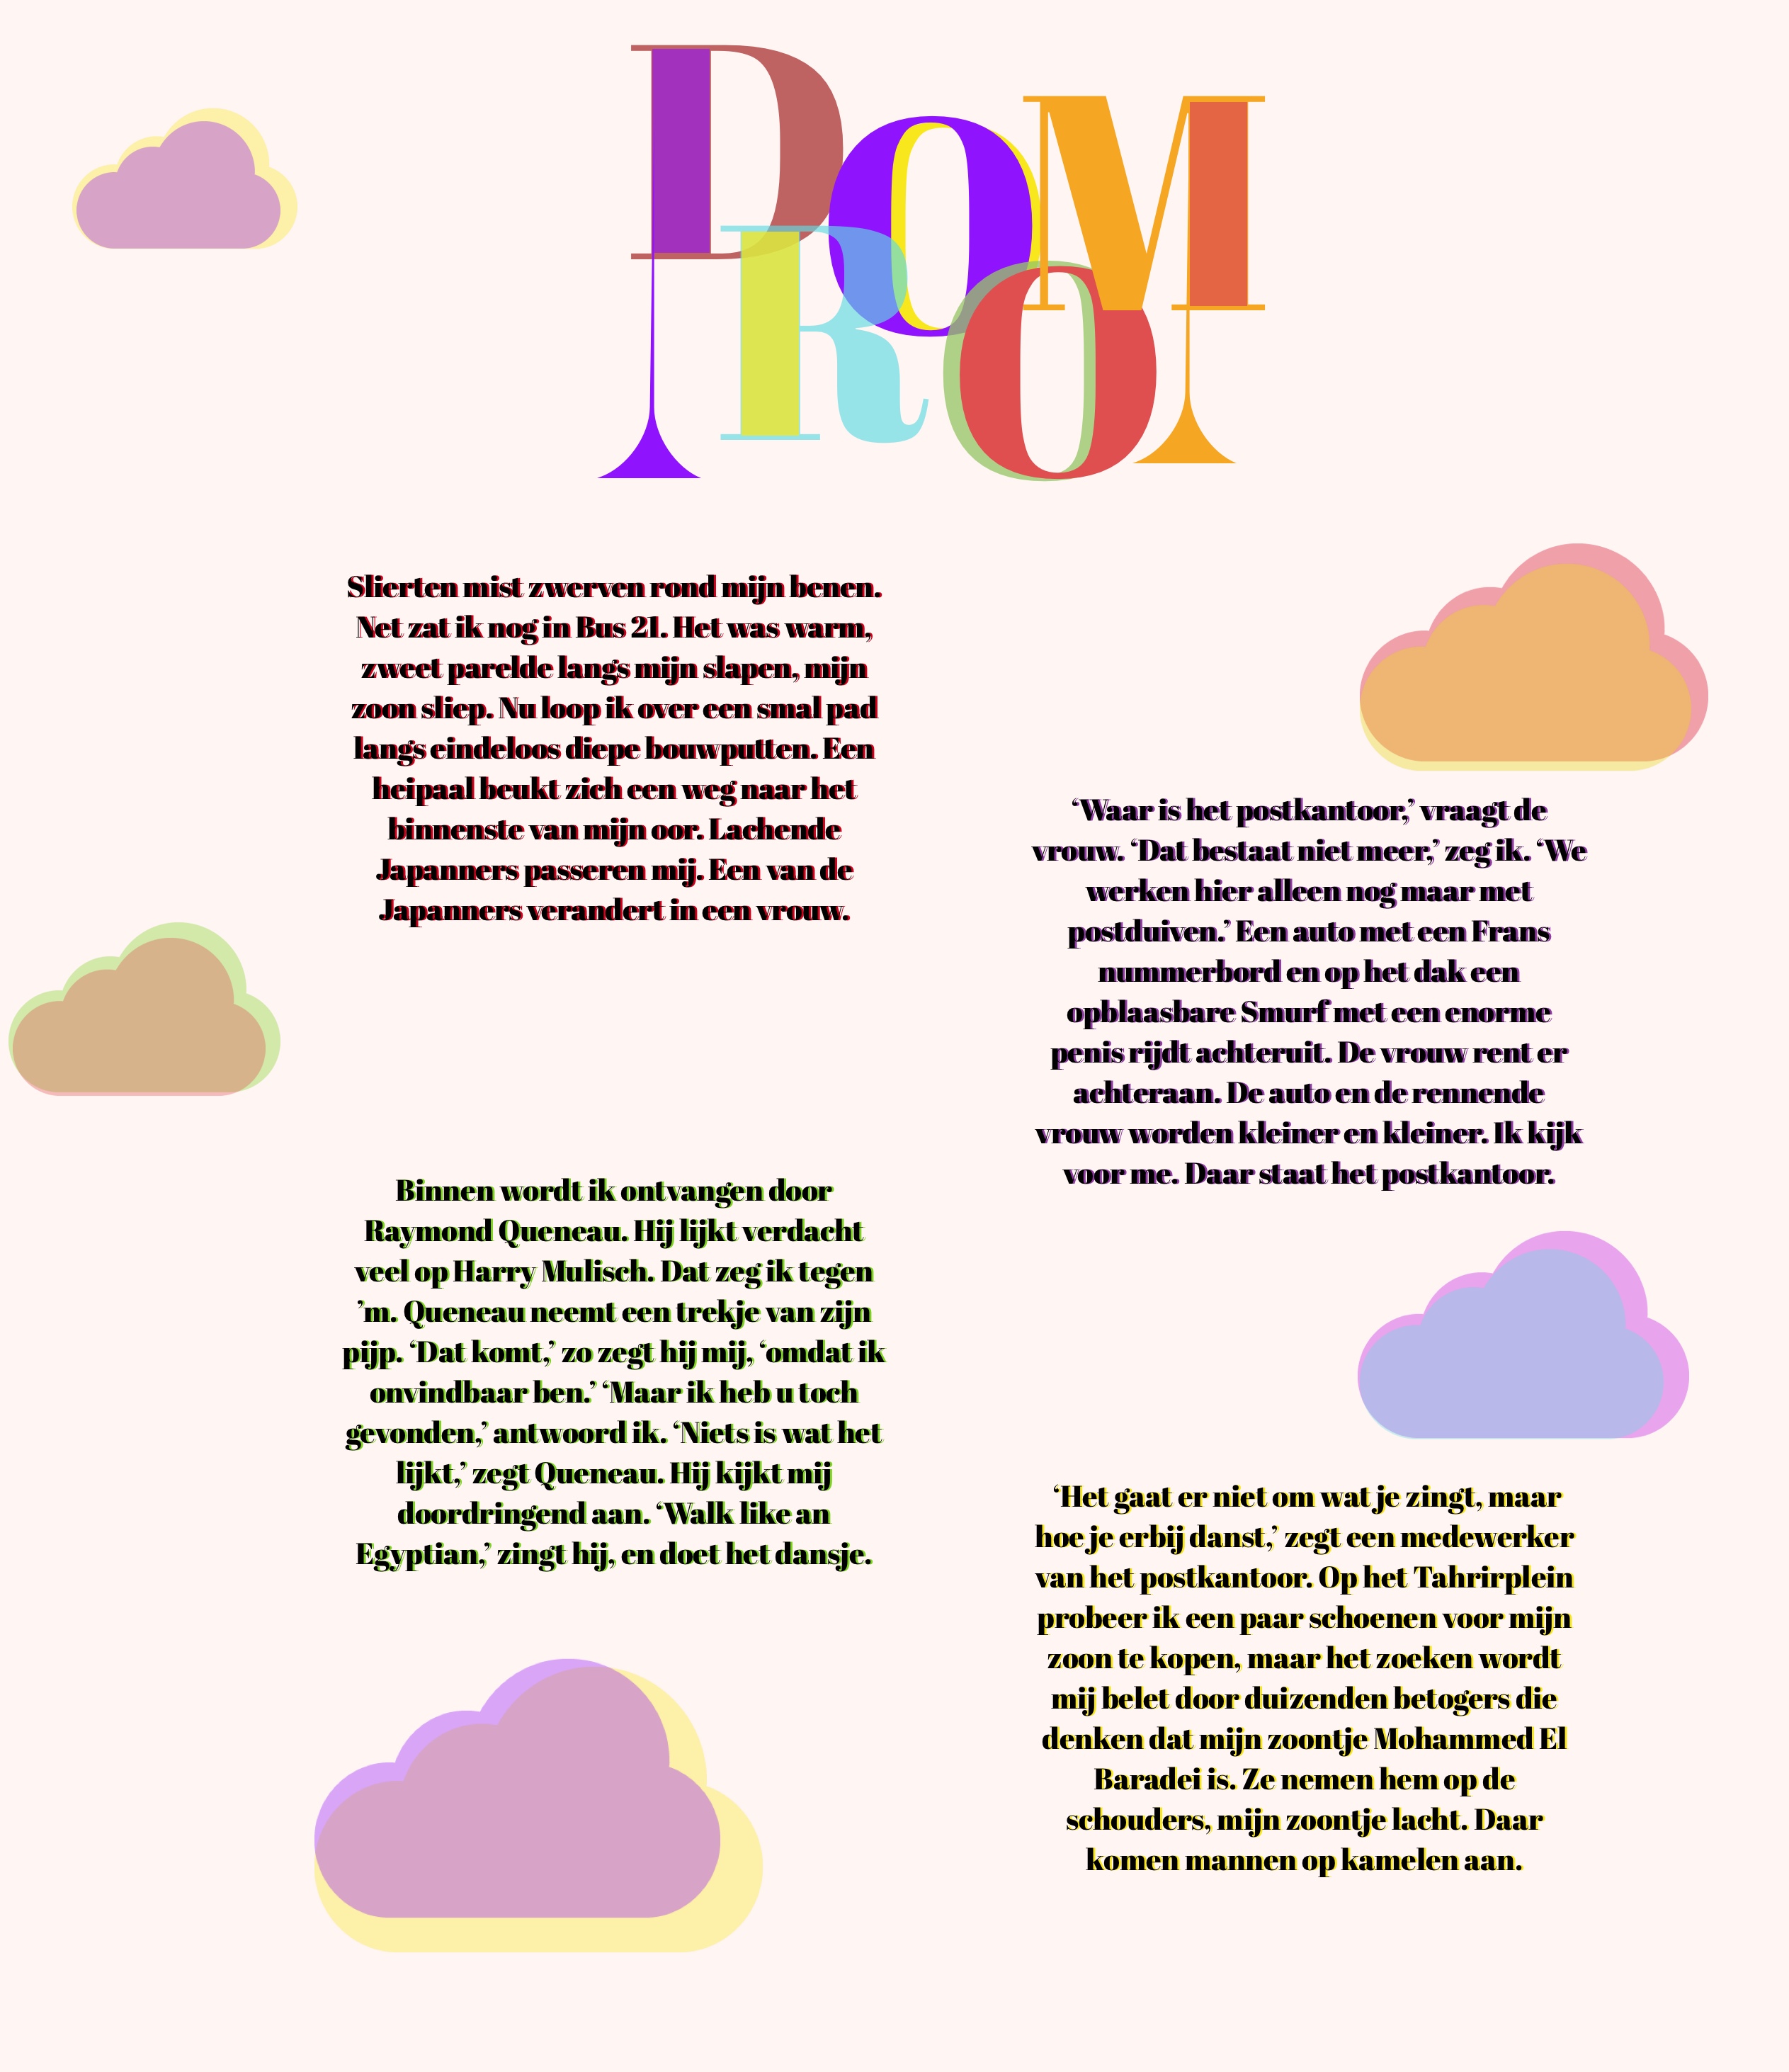 DROOM
Slierten mist zwerven rond mijn benen.
Net zat ik nog in Bus 21. Het was warm,
zweet parelde langs mijn slapen, mijn
zoon sliep. Nu loop ik over een smal pad
langs eindeloos diepe bouwputten. Een
heipaal beukt zich een weg naar het
binnenste van mijn oor. Lachende
Japanners passeren mij. Een van de
Japanners verandert in een vrouw.
‘Waar is het postkantoor,’ vraagt de
vrouw. ‘Dat bestaat niet meer,’ zeg ik. ‘We
werken hier alleen nog maar met
postduiven.’ Een auto met een Frans
nummerbord en op het dak een
opblaasbare Smurf met een enorme
penis rijdt achteruit. De vrouw rent er
achteraan. De auto en de rennende
vrouw worden kleiner en kleiner. Ik kijk
voor me. Daar staat het postkantoor.
Binnen wordt ik ontvangen door
Raymond Queneau. Hij lijkt verdacht
veel op Harry Mulisch. Dat zeg ik tegen
’m. Queneau neemt een trekje van zijn
pijp. ‘Dat komt,’ zo zegt hij mij, ‘omdat ik
onvindbaar ben.’ ‘Maar ik heb u toch
gevonden,’ antwoord ik. ‘Niets is wat het
lijkt,’ zegt Queneau. Hij kijkt mij
doordringend aan. ‘Walk like an
Egyptian,’ zingt hij, en doet het dansje.
‘Het gaat er niet om wat je zingt, maar
hoe je erbij danst,’ zegt een medewerker
van het postkantoor. Op het Tahrirplein
probeer ik een paar schoenen voor mijn
zoon te kopen, maar het zoeken wordt
mij belet door duizenden betogers die
denken dat mijn zoontje Mohammed El
Baradei is. Ze nemen hem op de
schouders, mijn zoontje lacht. Daar
komen mannen op kamelen aan.